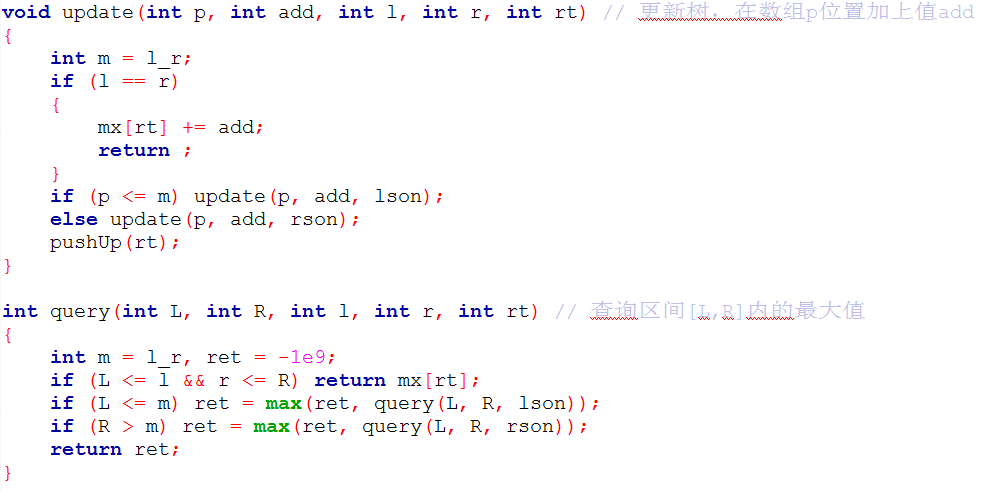 void update(int p, int add, int l, int r, int rt) // 更新树，在数组p位置加上值add
{
    int m = l_r;
    if (l == r)
    {
        mx[rt] += add;
        return ;
    }
    if (p <= m) update(p, add, lson);
    else update(p, add, rson);
    pushUp(rt);
}

int query(int L, int R, int l, int r, int rt) // 查询区间[L,R]内的最大值
{
    int m = l_r, ret = -1e9;
    if (L <= l && r <= R) return mx[rt];
    if (L <= m) ret = max(ret, query(L, R, lson));
    if (R > m) ret = max(ret, query(L, R, rson));
    return ret;
}